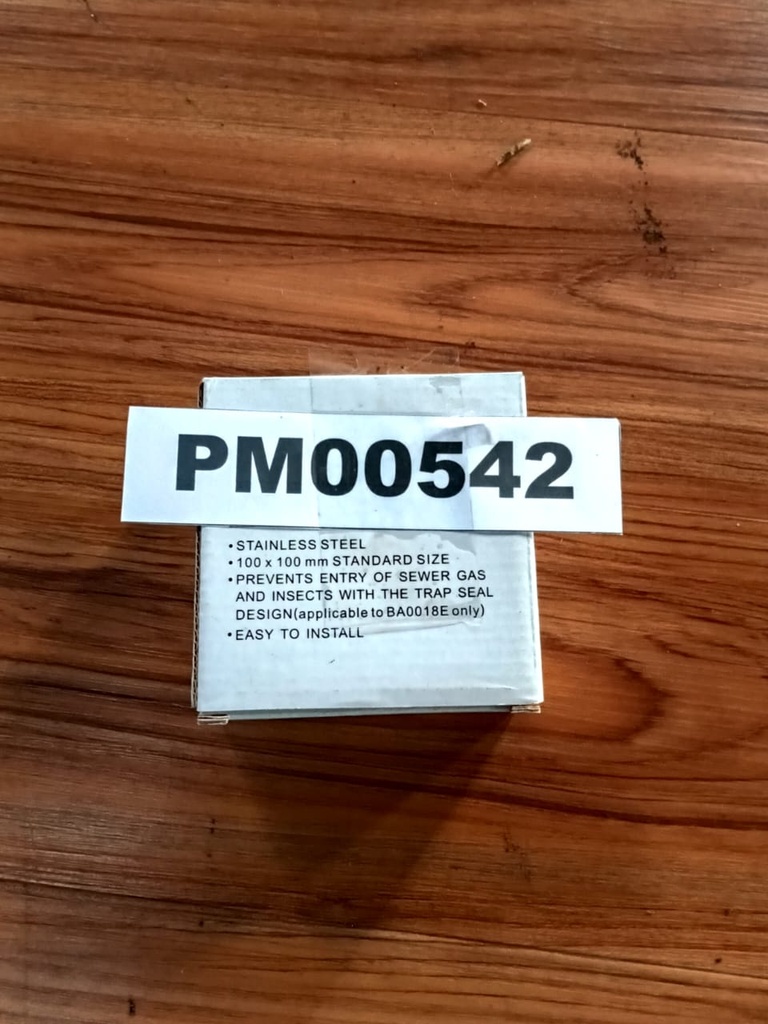 PM00542
• STAINLESS STEEL
• 100 x 100 mm STANDARD SIZE
• PREVENTS ENTRY OF SEWER GAS
AND INSECTS WITH THE TRAP SEAL
DESIGN(applicable to BA0018E only)
• EASY TO INSTALL